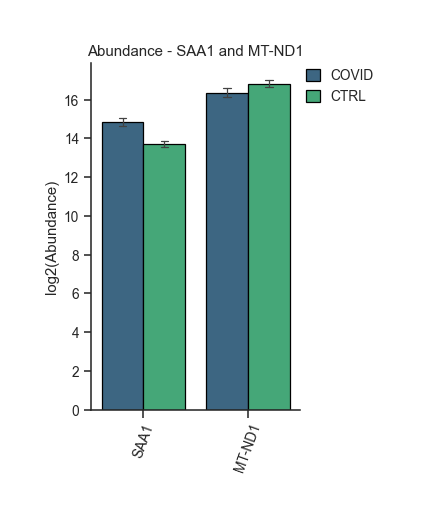 Abundance - SAA1 and MT-ND1
COVID
CTRL
log2(Abundance)
16
14
12
10
8
6
4
2
0
SAA1
MT-ND1